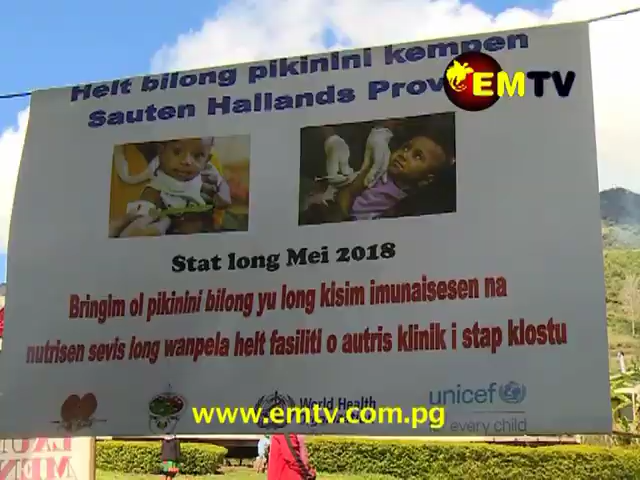 Helt bilong pikinini kempen
EMTV
Sauten Hailands
Stat long Mei 2018
Bringim ol pikinini bilong yu long kisim imunaisesen na
nutrisen sevis long wanpela helt fasiliti o autris klinik i stap klostu
World Health
unicef
every child
www.emtv.com.pg